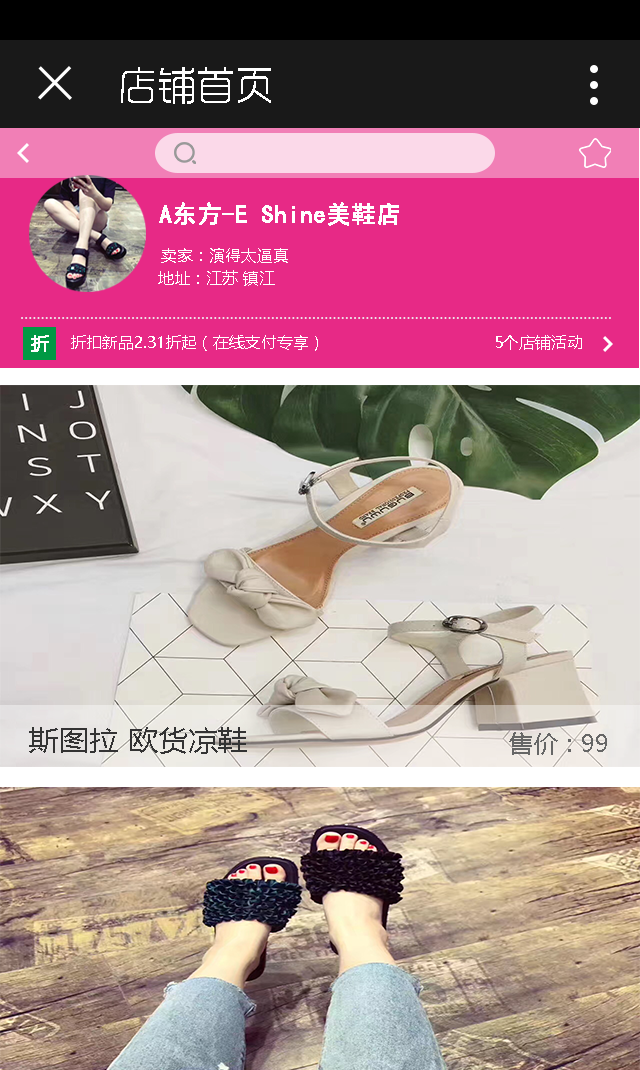 店铺首页
A东方-E Shine美鞋店
卖家：演得太逼真
地址：江苏 镇江
折 折扣新品2.31折起（在线支付专享） 5个店铺活动
I J
N O
S T
W X Y
斯图拉 欧货凉鞋 售价：99